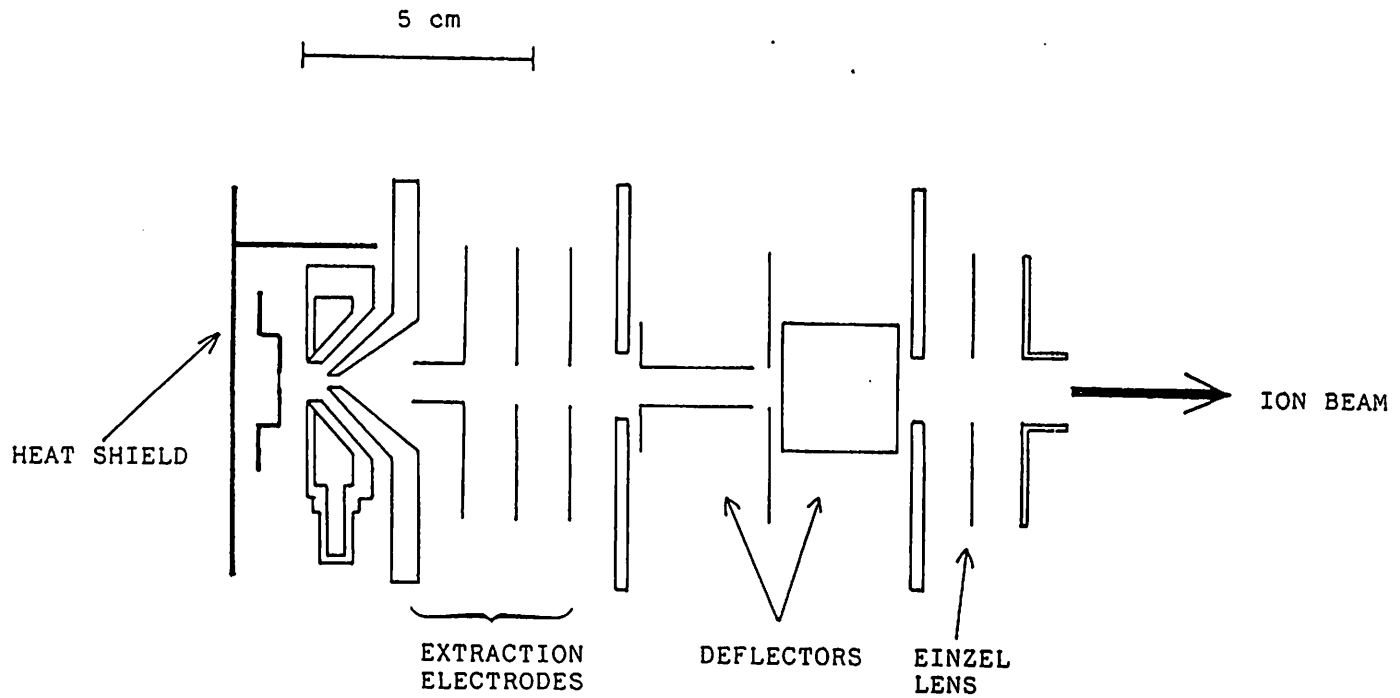 5 cm
HEAT SHIELD
ION BEAM
EXTRACTION
ELECTRODES
DEFLECTORS
EINZEL
LENS